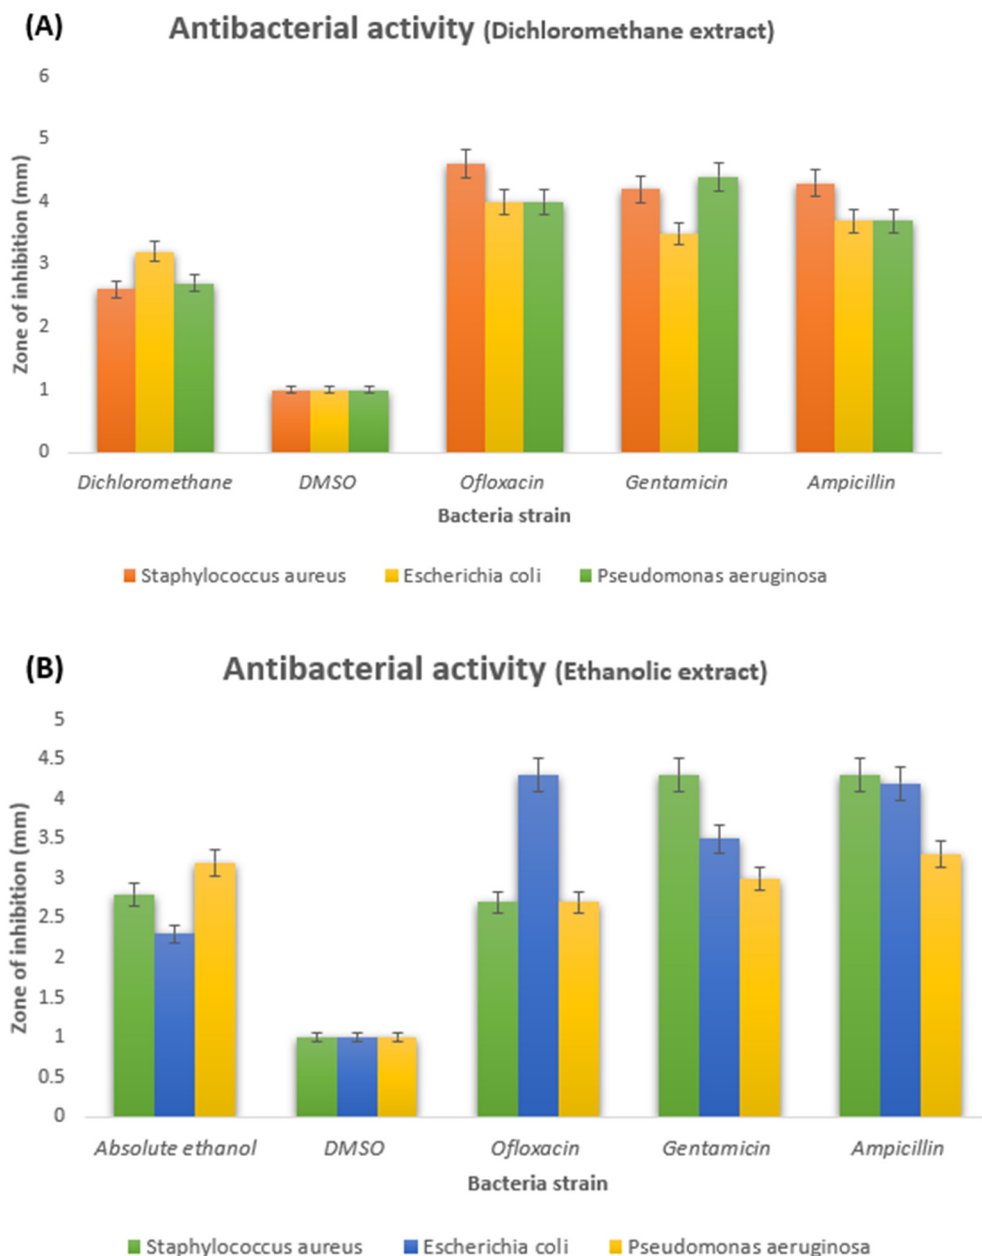 (A)
Antibacterial activity (Dichloromethane extract)
Zone of inhibition (mm)
6
5
4
3
2
1
0
Dichloromethane DMSO Ofloxacin Gentamicin Ampicillin
Bacteria strain
Staphylococcus aureus Escherichia coli Pseudomonas aeruginosa
(B)
Antibacterial activity (Ethanolic extract)
Zone of inhibition (mm)
5
4.5
4
3.5
3
2.5
2
1.5
1
0.5
0
Absolute ethanol DMSO Ofloxacin Gentamicin Ampicillin
Bacteria strain
Staphylococcus aureus Escherichia coli Pseudomonas aeruginosa